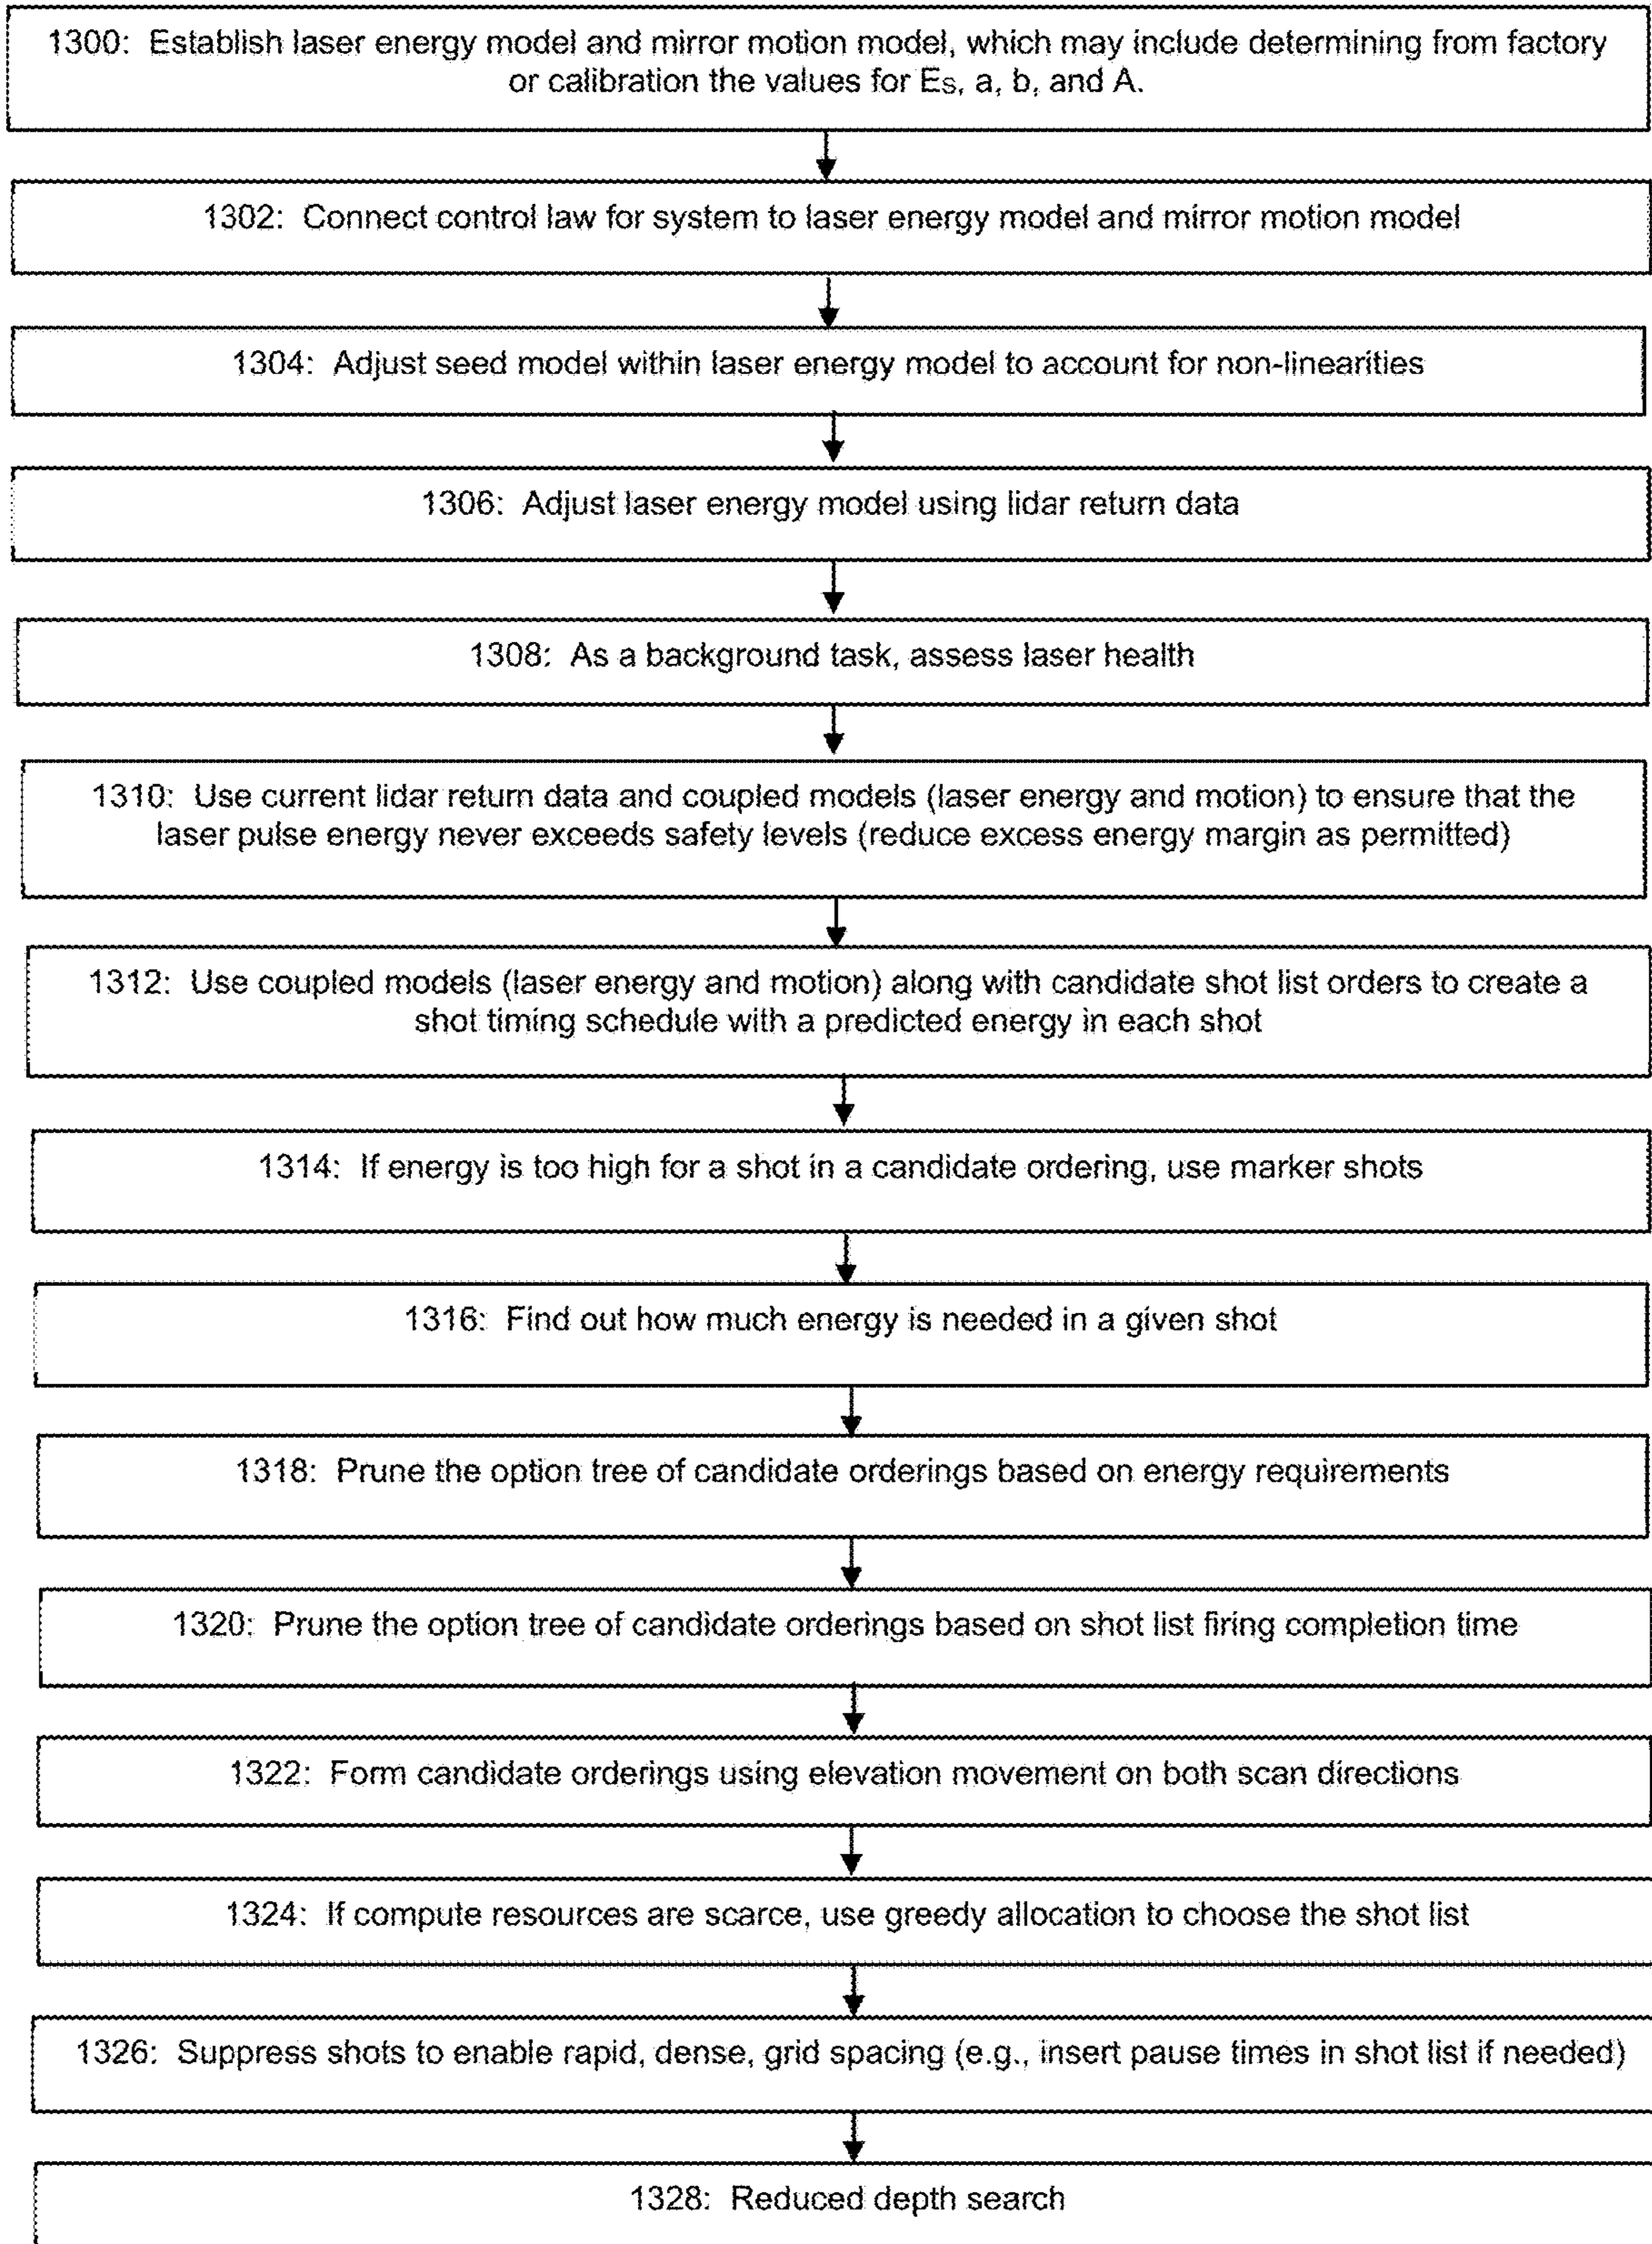 1300: Establish laser energy model and mirror motion model, which may include determining from factory
or calibration the values for Es, a, b, and A.
1302: Connect control law for system to laser energy model and mirror motion model
1304: Adjust seed model within laser energy model to account for non-linearities
1306: Adjust laser energy model using lidar return data
1308: As a background task, assess laser health
1310: Use current lidar return data and coupled models (laser energy and motion) to ensure that the
laser pulse energy never exceeds safety levels (reduce excess energy margin as permitted)
1312: Use coupled models (laser energy and motion) along with candidate shot list orders to create a
shot timing schedule with a predicted energy in each shot
1314: If energy is too high for a shot in a candidate ordering, use marker shots
1316: Find out how much energy is needed in a given shot
1318: Prune the option tree of candidate orderings based on energy requirements
1320: Prune the option tree of candidate orderings based on shot list firing completion time
1322: Form candidate orderings using elevation movement on both scan directions
1324: If compute resources are scarce, use greedy allocation to choose the shot list
1326: Suppress shots to enable rapid, dense, grid spacing (e.g., insert pause times in shot list if needed)
1328: Reduced depth search